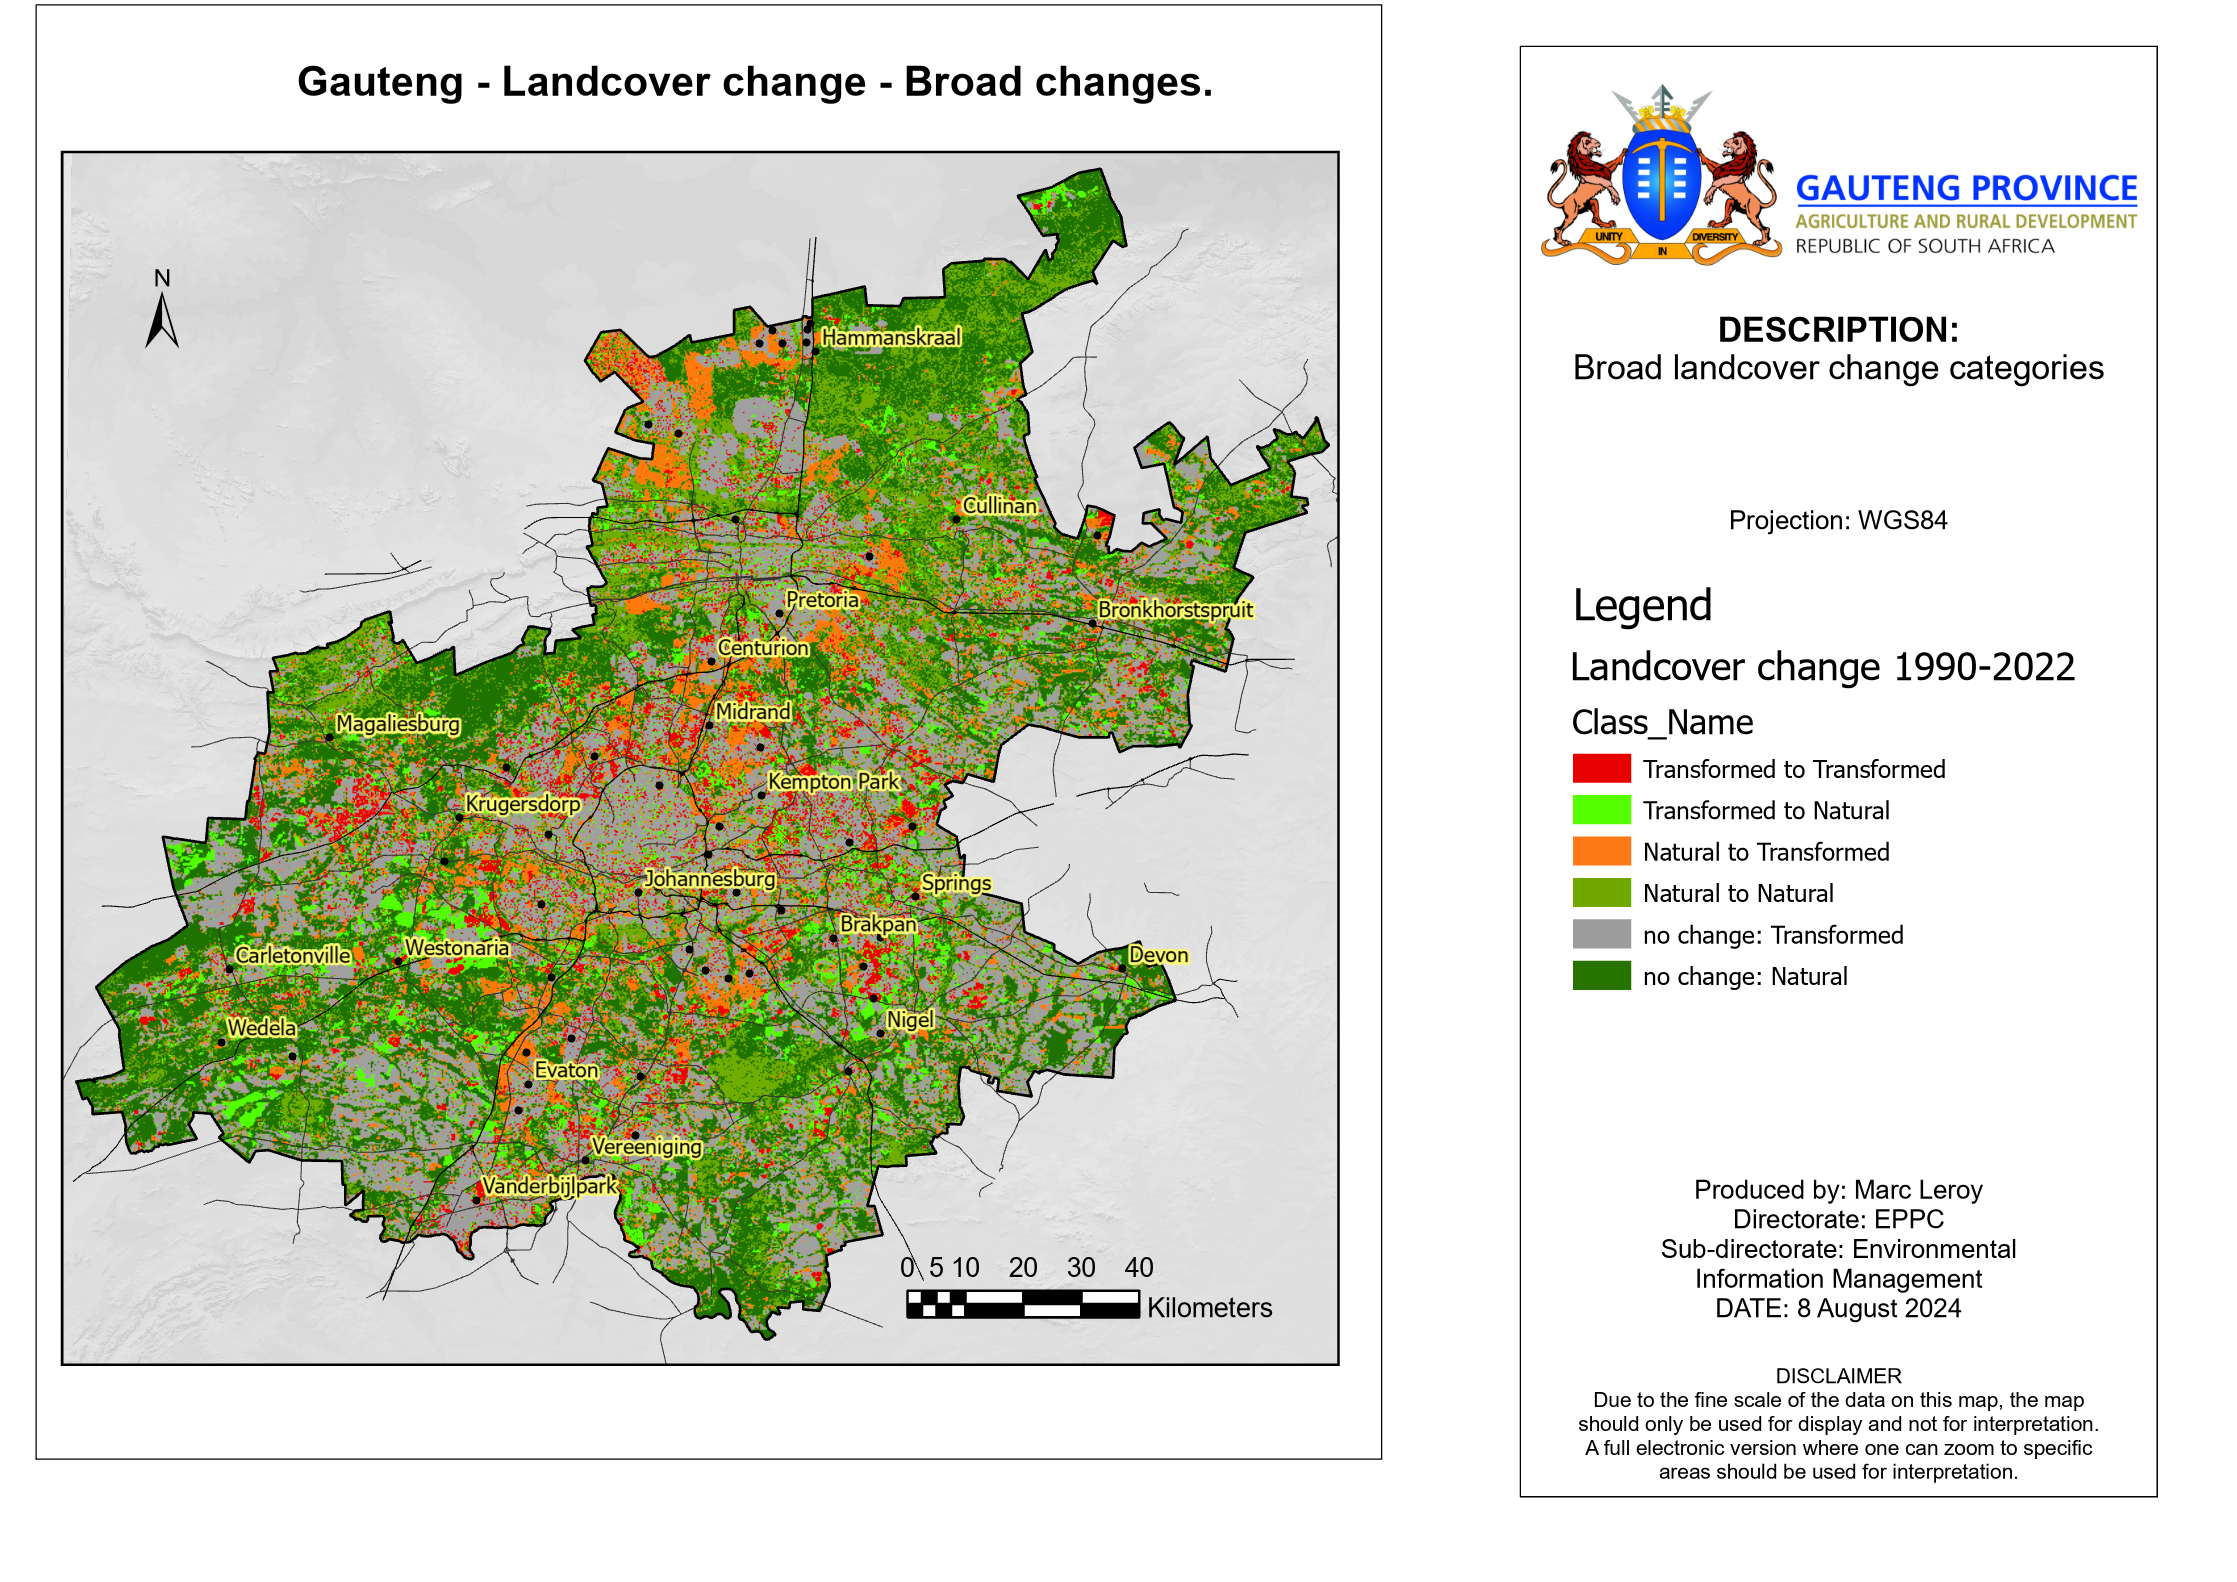 Gauteng - Landcover change - Broad changes.
N
Hammanskraal
Cullinan
Pretoria
Bronkhorstspruit
Centurion
Midrand
Magaliesburg
Kempton Park
Krugersdorp
Johannesburg
Springs
Brakpan
Westonaria
Carletonville
Devon
Nigel
Wedela
Evaton
Vereeniging
Vanderbijlpark
0 5 10 20 30 40
Kilometers
UNITY
IN
DIVERSITY
GAUTENG PROVINCE
AGRICULTURE AND RURAL DEVELOPMENT
REPUBLIC OF SOUTH AFRICA
DESCRIPTION:
Broad landcover change categories
Projection: WGS84
Legend
Landcover change 1990-2022
Class_Name
Transformed to Transformed
Transformed to Natural
Natural to Transformed
Natural to Natural
no change: Transformed
no change: Natural
Produced by: Marc Leroy
Directorate: EPPC
Sub-directorate: Environmental
Information Management
DATE: 8 August 2024
DISCLAIMER
Due to the fine scale of the data on this map, the map
should only be used for display and not for interpretation.
A full electronic version where one can zoom to specific
areas should be used for interpretation.